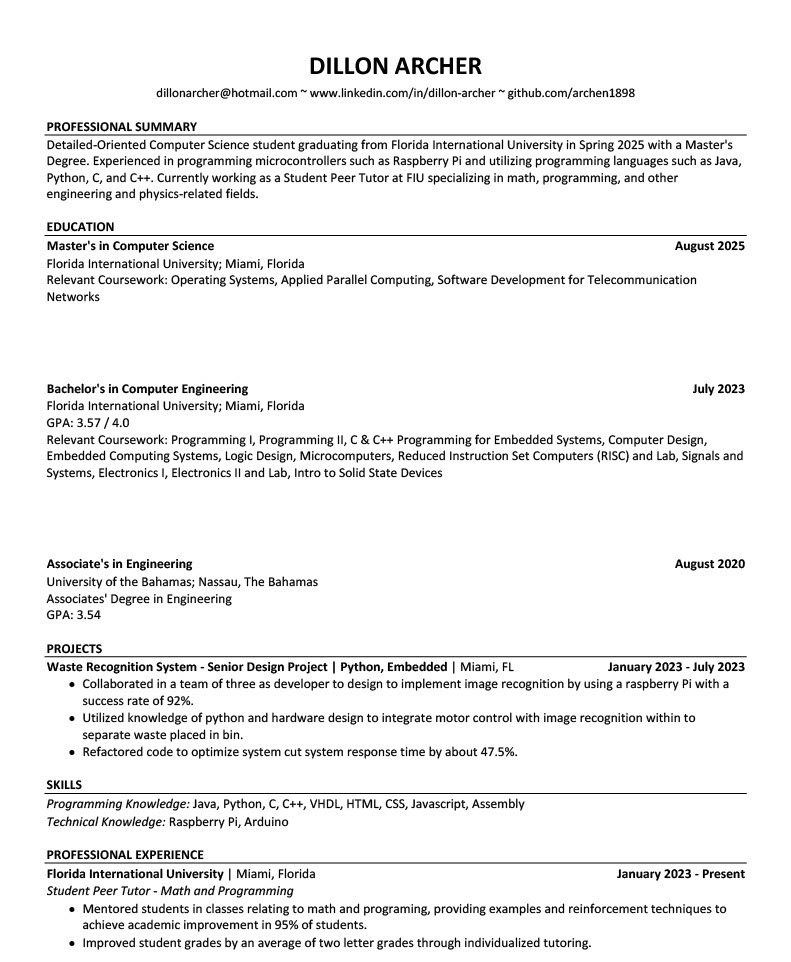 DILLON ARCHER
dillonarcher@hotmail.com ~ www.linkedin.com/in/dillon-archer ~ github.com/archen1898
PROFESSIONAL SUMMARY
Detailed-Oriented Computer Science student graduating from Florida International University in Spring 2025 with a Master's
Degree. Experienced in programming microcontrollers such as Raspberry Pi and utilizing programming languages such as Java,
Python, C, and C++. Currently working as a Student Peer Tutor at FIU specializing in math, programming, and other
engineering and physics-related fields.
EDUCATION
Master's in Computer Science August 2025
Florida International University; Miami, Florida
Relevant Coursework: Operating Systems, Applied Parallel Computing, Software Development for Telecommunication
Networks
Bachelor's in Computer Engineering July 2023
Florida International University; Miami, Florida
GPA: 3.57 / 4.0
Relevant Coursework: Programming I, Programming II, C & C++ Programming for Embedded Systems, Computer Design,
Embedded Computing Systems, Logic Design, Microcomputers, Reduced Instruction Set Computers (RISC) and Lab, Signals and
Systems, Electronics I, Electronics II and Lab, Intro to Solid State Devices
Associate's in Engineering August 2020
University of the Bahamas; Nassau, The Bahamas
Associates' Degree in Engineering
GPA: 3.54
PROJECTS
Waste Recognition System - Senior Design Project | Python, Embedded | Miami, FL January 2023 - July 2023
• Collaborated in a team of three as developer to design to implement image recognition by using a raspberry Pi with a
success rate of 92%.
• Utilized knowledge of python and hardware design to integrate motor control with image recognition within to
separate waste placed in bin.
• Refactored code to optimize system cut system response time by about 47.5%.
SKILLS
Programming Knowledge: Java, Python, C, C++, VHDL, HTML, CSS, Javascript, Assembly
Technical Knowledge: Raspberry Pi, Arduino
PROFESSIONAL EXPERIENCE
Florida International University | Miami, Florida January 2023 - Present
Student Peer Tutor - Math and Programming
• Mentored students in classes relating to math and programing, providing examples and reinforcement techniques to
achieve academic improvement in 95% of students.
• Improved student grades by an average of two letter grades through individualized tutoring.